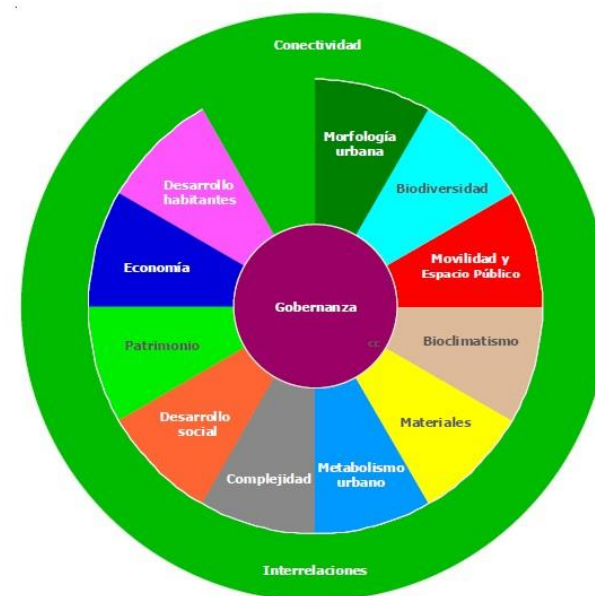 Conectividad
Morfología
urbana
Biodiversidad
Movilidad y
Espacio Público
Bioclimatismo
Materiales
Metabolismo
urbano
Complejidad
Desarrollo
social
Patrimonio
Economía
Desarrollo
habitantes
Gobernanza
cc
Interrelaciones